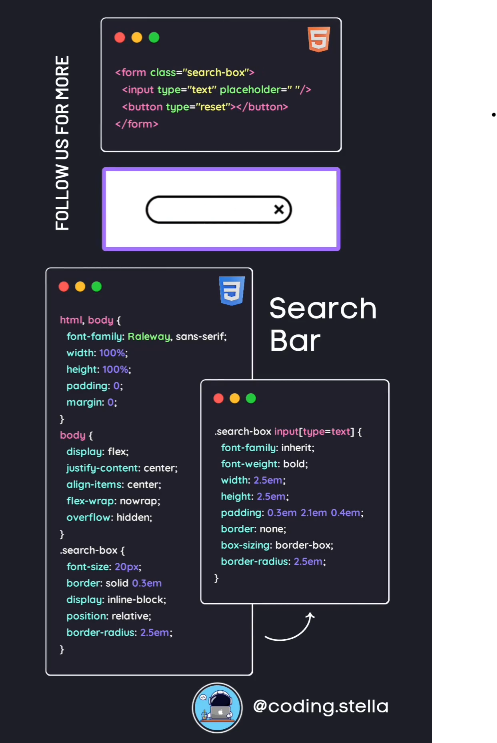 FOLLOW US FOR MORE
<form class="search-box">
<input type="text" placeholder=" "/>
<button type="reset"></button>
</form>
html, body {
font-family: Raleway, sans-serif;
width: 100%;
height: 100%;
padding: 0;
margin: 0;
}
body {
display: flex;
justify-content: center;
align-items: center;
flex-wrap: nowrap;
overflow: hidden;
}
.search-box {
font-size: 20px;
border: solid 0.3em
display: inline-block;
position: relative;
border-radius: 2.5em;
}
Search
Bar
.search-box input[type=text] {
font-family: inherit;
font-weight: bold;
width: 2.5em;
height: 2.5em;
padding: 0.3em 2.1em 0.4em;
border: none;
box-sizing: border-box;
border-radius: 2.5em;
}
@coding.stella